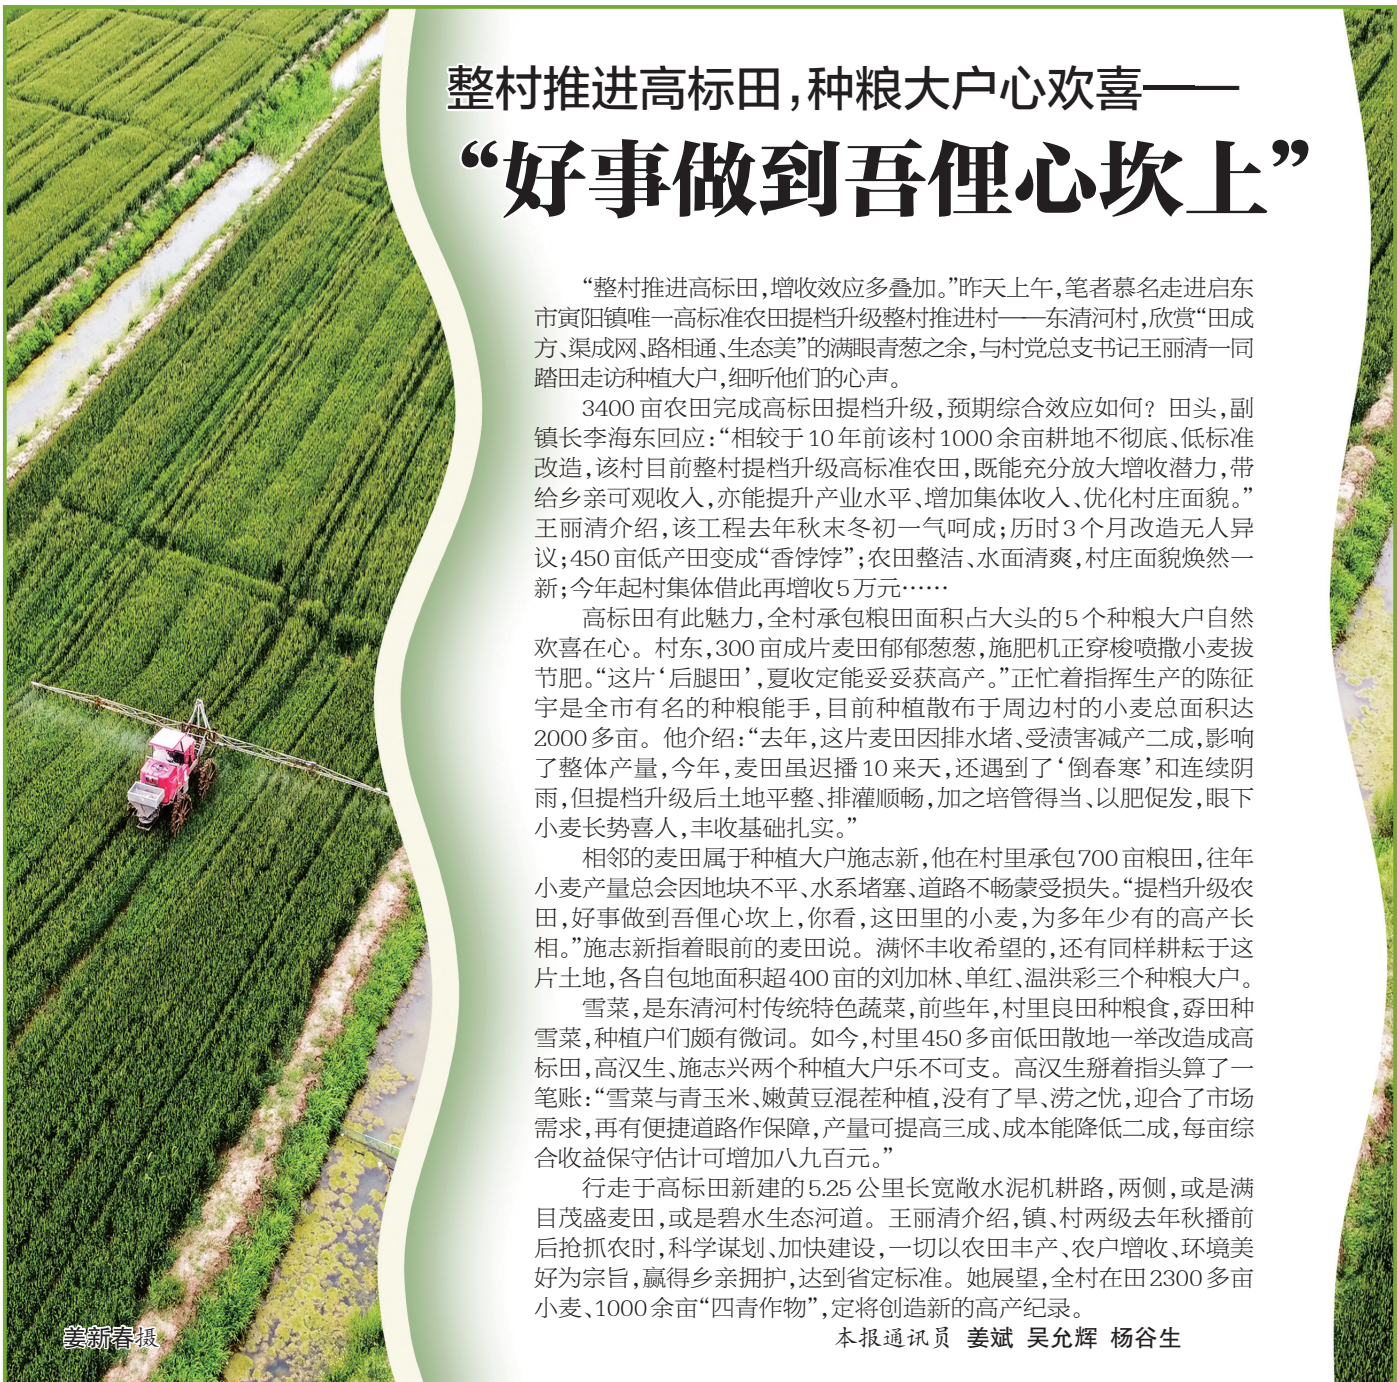 整村推进高标田，种粮大户心欢喜——
“好事做到吾俚心坎上”
“整村推进高标田，增收效应多叠加。”昨天上午，笔者慕名走进启东
市寅阳镇唯一高标准农田提档升级整村推进村——东清河村，欣赏“田成
方、渠成网、路相通、生态美”的满眼青葱之余，与村党总支书记王丽清一同
踏田走访种植大户，细听他们的心声。
3400亩农田完成高标田提档升级，预期综合效应如何？田头，副
镇长李海东回应：“相较于10年前该村1000余亩耕地不彻底、低标准
改造，该村目前整村提档升级高标准农田，既能充分放大增收潜力，带
给乡亲可观收入，亦能提升产业水平、增加集体收入、优化村庄面貌。”
王丽清介绍，该工程去年秋末冬初一气呵成；历时3个月改造无人异
议；450亩低产田变成“香饽饽”；农田整洁、水面清爽，村庄面貌焕然一
新；今年起村集体借此再增收5万元……
高标田有此魅力，全村承包粮田面积占大头的5个种粮大户自然
欢喜在心。村东，300亩成片麦田郁郁葱葱，施肥机正穿梭喷撒小麦拔
节肥。“这片‘后腿田’，夏收定能妥妥获高产。”正忙着指挥生产的陈征
宇是全市有名的种粮能手，目前种植散布于周边村的小麦总面积达
2000多亩。他介绍：“去年，这片麦田因排水堵、受渍害减产二成，影响
了整体产量，今年，麦田虽迟播10来天，还遇到了‘倒春寒’和连续阴
雨，但提档升级后土地平整、排灌顺畅，加之培管得当、以肥促发，眼下
小麦长势喜人，丰收基础扎实。”
相邻的麦田属于种植大户施志新，他在村里承包700亩粮田，往年
小麦产量总会因地块不平、水系堵塞、道路不畅蒙受损失。“提档升级农
田，好事做到吾俚心坎上，你看，这田里的小麦，为多年少有的高产长
相。”施志新指着眼前的麦田说。满怀丰收希望的，还有同样耕耘于这
片土地，各自包地面积超400亩的刘加林、单红、温洪彩三个种粮大户。
雪菜，是东清河村传统特色蔬菜，前些年，村里良田种粮食，孬田种
雪菜，种植户们颇有微词。如今，村里450多亩低田散地一举改造成高
标田，高汉生、施志兴两个种植大户乐不可支。高汉生掰着指头算了一
笔账：“雪菜与青玉米、嫩黄豆混茬种植，没有了旱、涝之忧，迎合了市场
需求，再有便捷道路作保障，产量可提高三成、成本能降低二成，每亩综
合收益保守估计可增加八九百元。”
行走于高标田新建的5.25公里长宽敞水泥机耕路，两侧，或是满
目茂盛麦田，或是碧水生态河道。王丽清介绍，镇、村两级去年秋播前
后抢抓农时，科学谋划、加快建设，一切以农田丰产、农户增收、环境美
好为宗旨，赢得乡亲拥护，达到省定标准。她展望，全村在田2300多亩
小麦、1000余亩“四青作物”，定将创造新的高产纪录。
姜新春摄
本报通讯员 姜斌 吴允辉 杨谷生